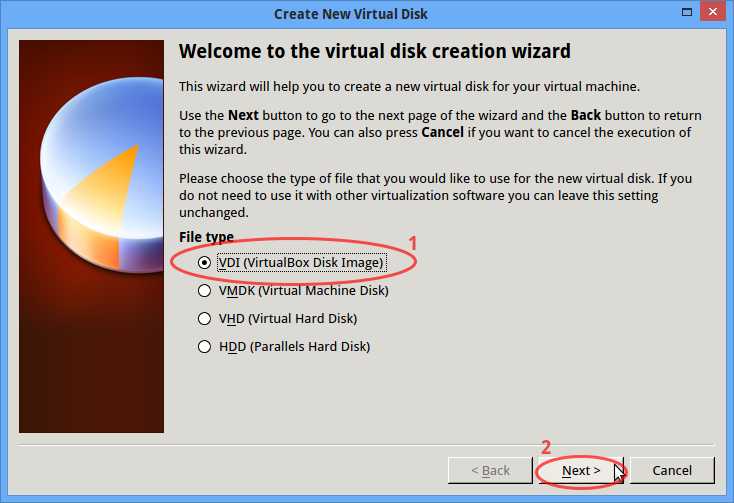 Create New Virtual Disk
Welcome to the virtual disk creation wizard
This wizard will help you to create a new virtual disk for your virtual machine.
Use the Next button to go to the next page of the wizard and the Back button to return
to the previous page. You can also press Cancel if you want to cancel the execution of
this wizard.
Please choose the type of file that you would like to use for the new virtual disk. If you
do not need to use it with other virtualization software you can leave this setting
unchanged.
File type
1
VDI (VirtualBox Disk Image)
VMDK (Virtual Machine Disk)
VHD (Virtual Hard Disk)
HDD (Parallels Hard Disk)
2
< Back Next > Cancel